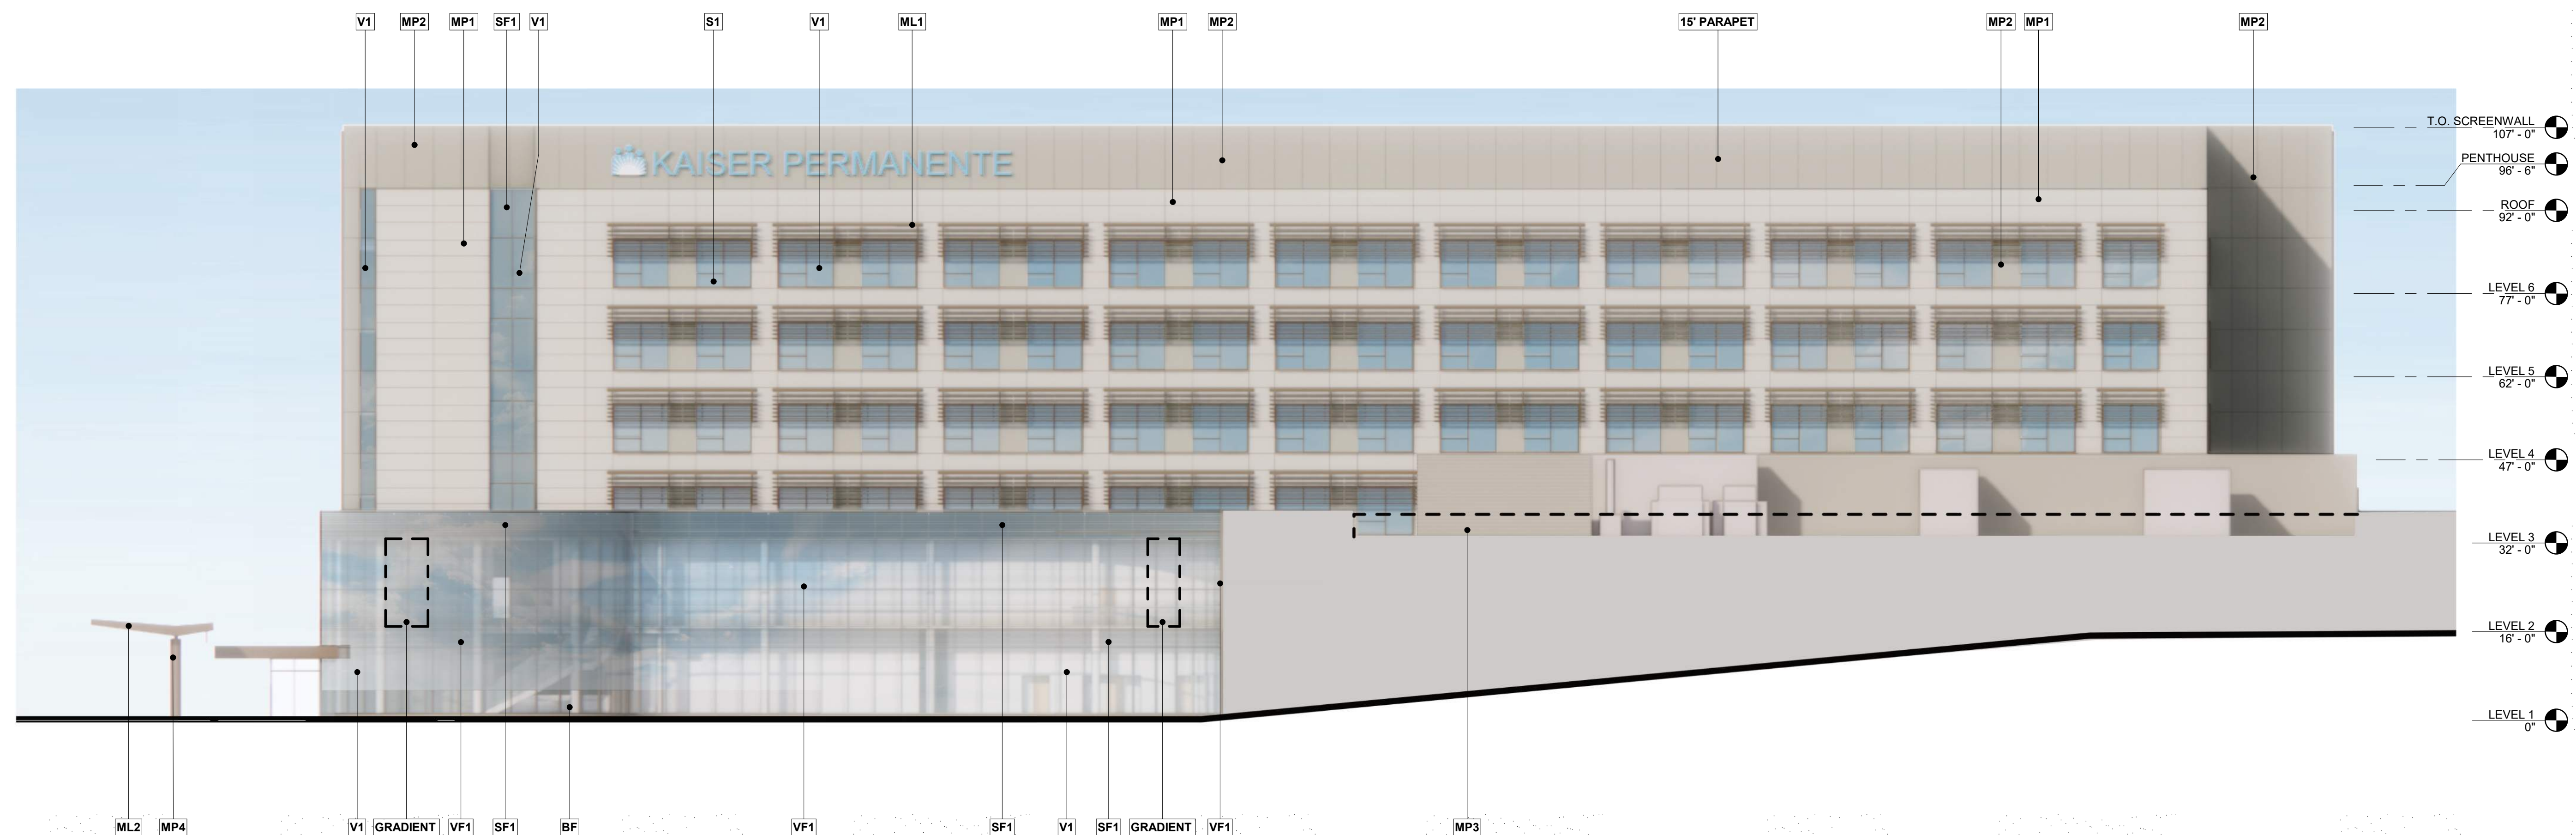 V1 MP2 MP1 SF1 V1 S1 V1 ML1 MP1 MP2 15' PARAPET MP2 MP1 MP2
KAISER PERMANENTE
T.O. SCREENWALL
107' - 0"
PENTHOUSE
96' - 6"
ROOF
92' - 0"
LEVEL 6
77' - 0"
LEVEL 5
62' - 0"
LEVEL 4
47' - 0"
LEVEL 3
32' - 0"
LEVEL 2
16' - 0"
LEVEL 1
0"
ML2 MP4 V1 GRADIENT VF1 SF1 BF VF1 SF1 V1 SF1 GRADIENT VF1 MP3